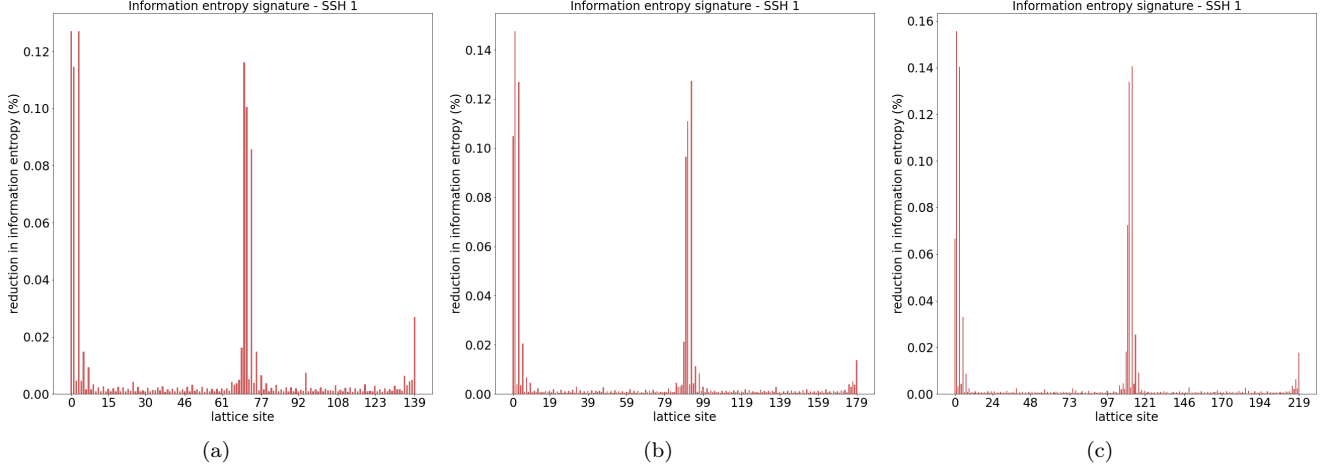 Information entropy signature - SSH 1
reduction in information entropy (%)
0.12
0.10
0.08
0.06
0.04
0.02
0.00
0 15 30 46 61 77 92 108 123 139
lattice site
(a)
Information entropy signature - SSH 1
reduction in information entropy (%)
0.14
0.12
0.10
0.08
0.06
0.04
0.02
0.00
0 19 39 59 79 99 119 139 159 179
lattice site
(b)
Information entropy signature - SSH 1
reduction in information entropy (%)
0.16
0.14
0.12
0.10
0.08
0.06
0.04
0.02
0.00
0 24 48 73 97 121 146 170 194 219
lattice site
(c)